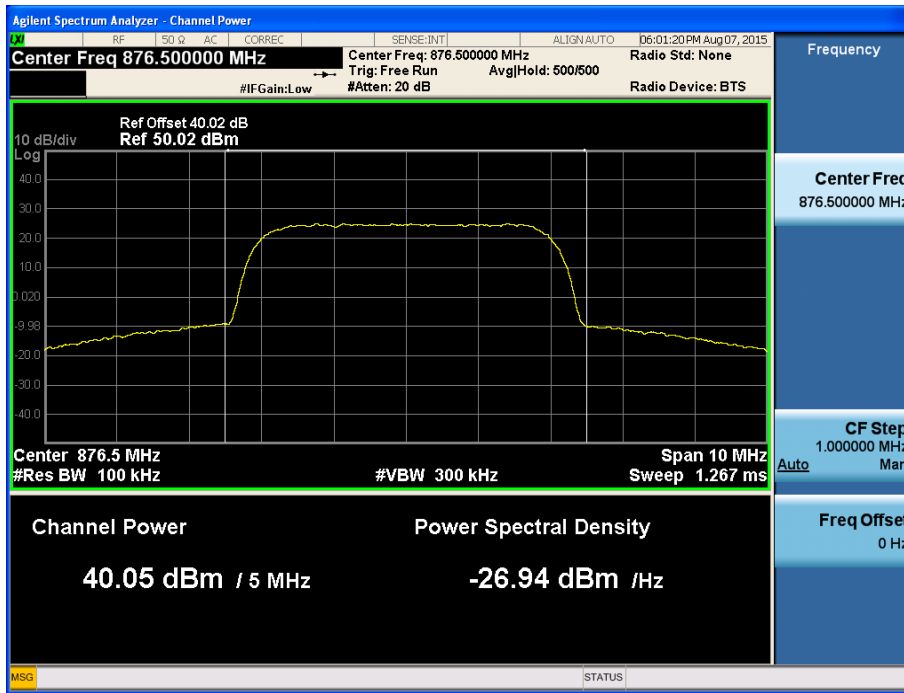 Agilent Spectrum Analyzer - Channel Power
LXI RF 50 Ω AC CORREC SENSE:INT ALIGN AUTO 06:01:20 PM Aug 07, 2015
Center Freq 876.500000 MHz
Center Freq: 876.500000 MHz Radio Std: None
Trig: Free Run Avg|Hold: 500/500
#IFGain:Low #Atten: 20 dB Radio Device: BTS
Ref Offset 40.02 dB
10 dB/div Ref 50.02 dBm
Log
40.0
30.0
20.0
10.0
0.020
-9.98
-20.0
-30.0
-40.0
Center 876.5 MHz Span 10 MHz
#Res BW 100 kHz #VBW 300 kHz Sweep 1.267 ms
Channel Power Power Spectral Density
40.05 dBm / 5 MHz -26.94 dBm /Hz
MSG STATUS
Frequency
Center Freq
876.500000 MHz
CF Step
1.000000 MHz
Auto Man
Freq Offset
0 Hz